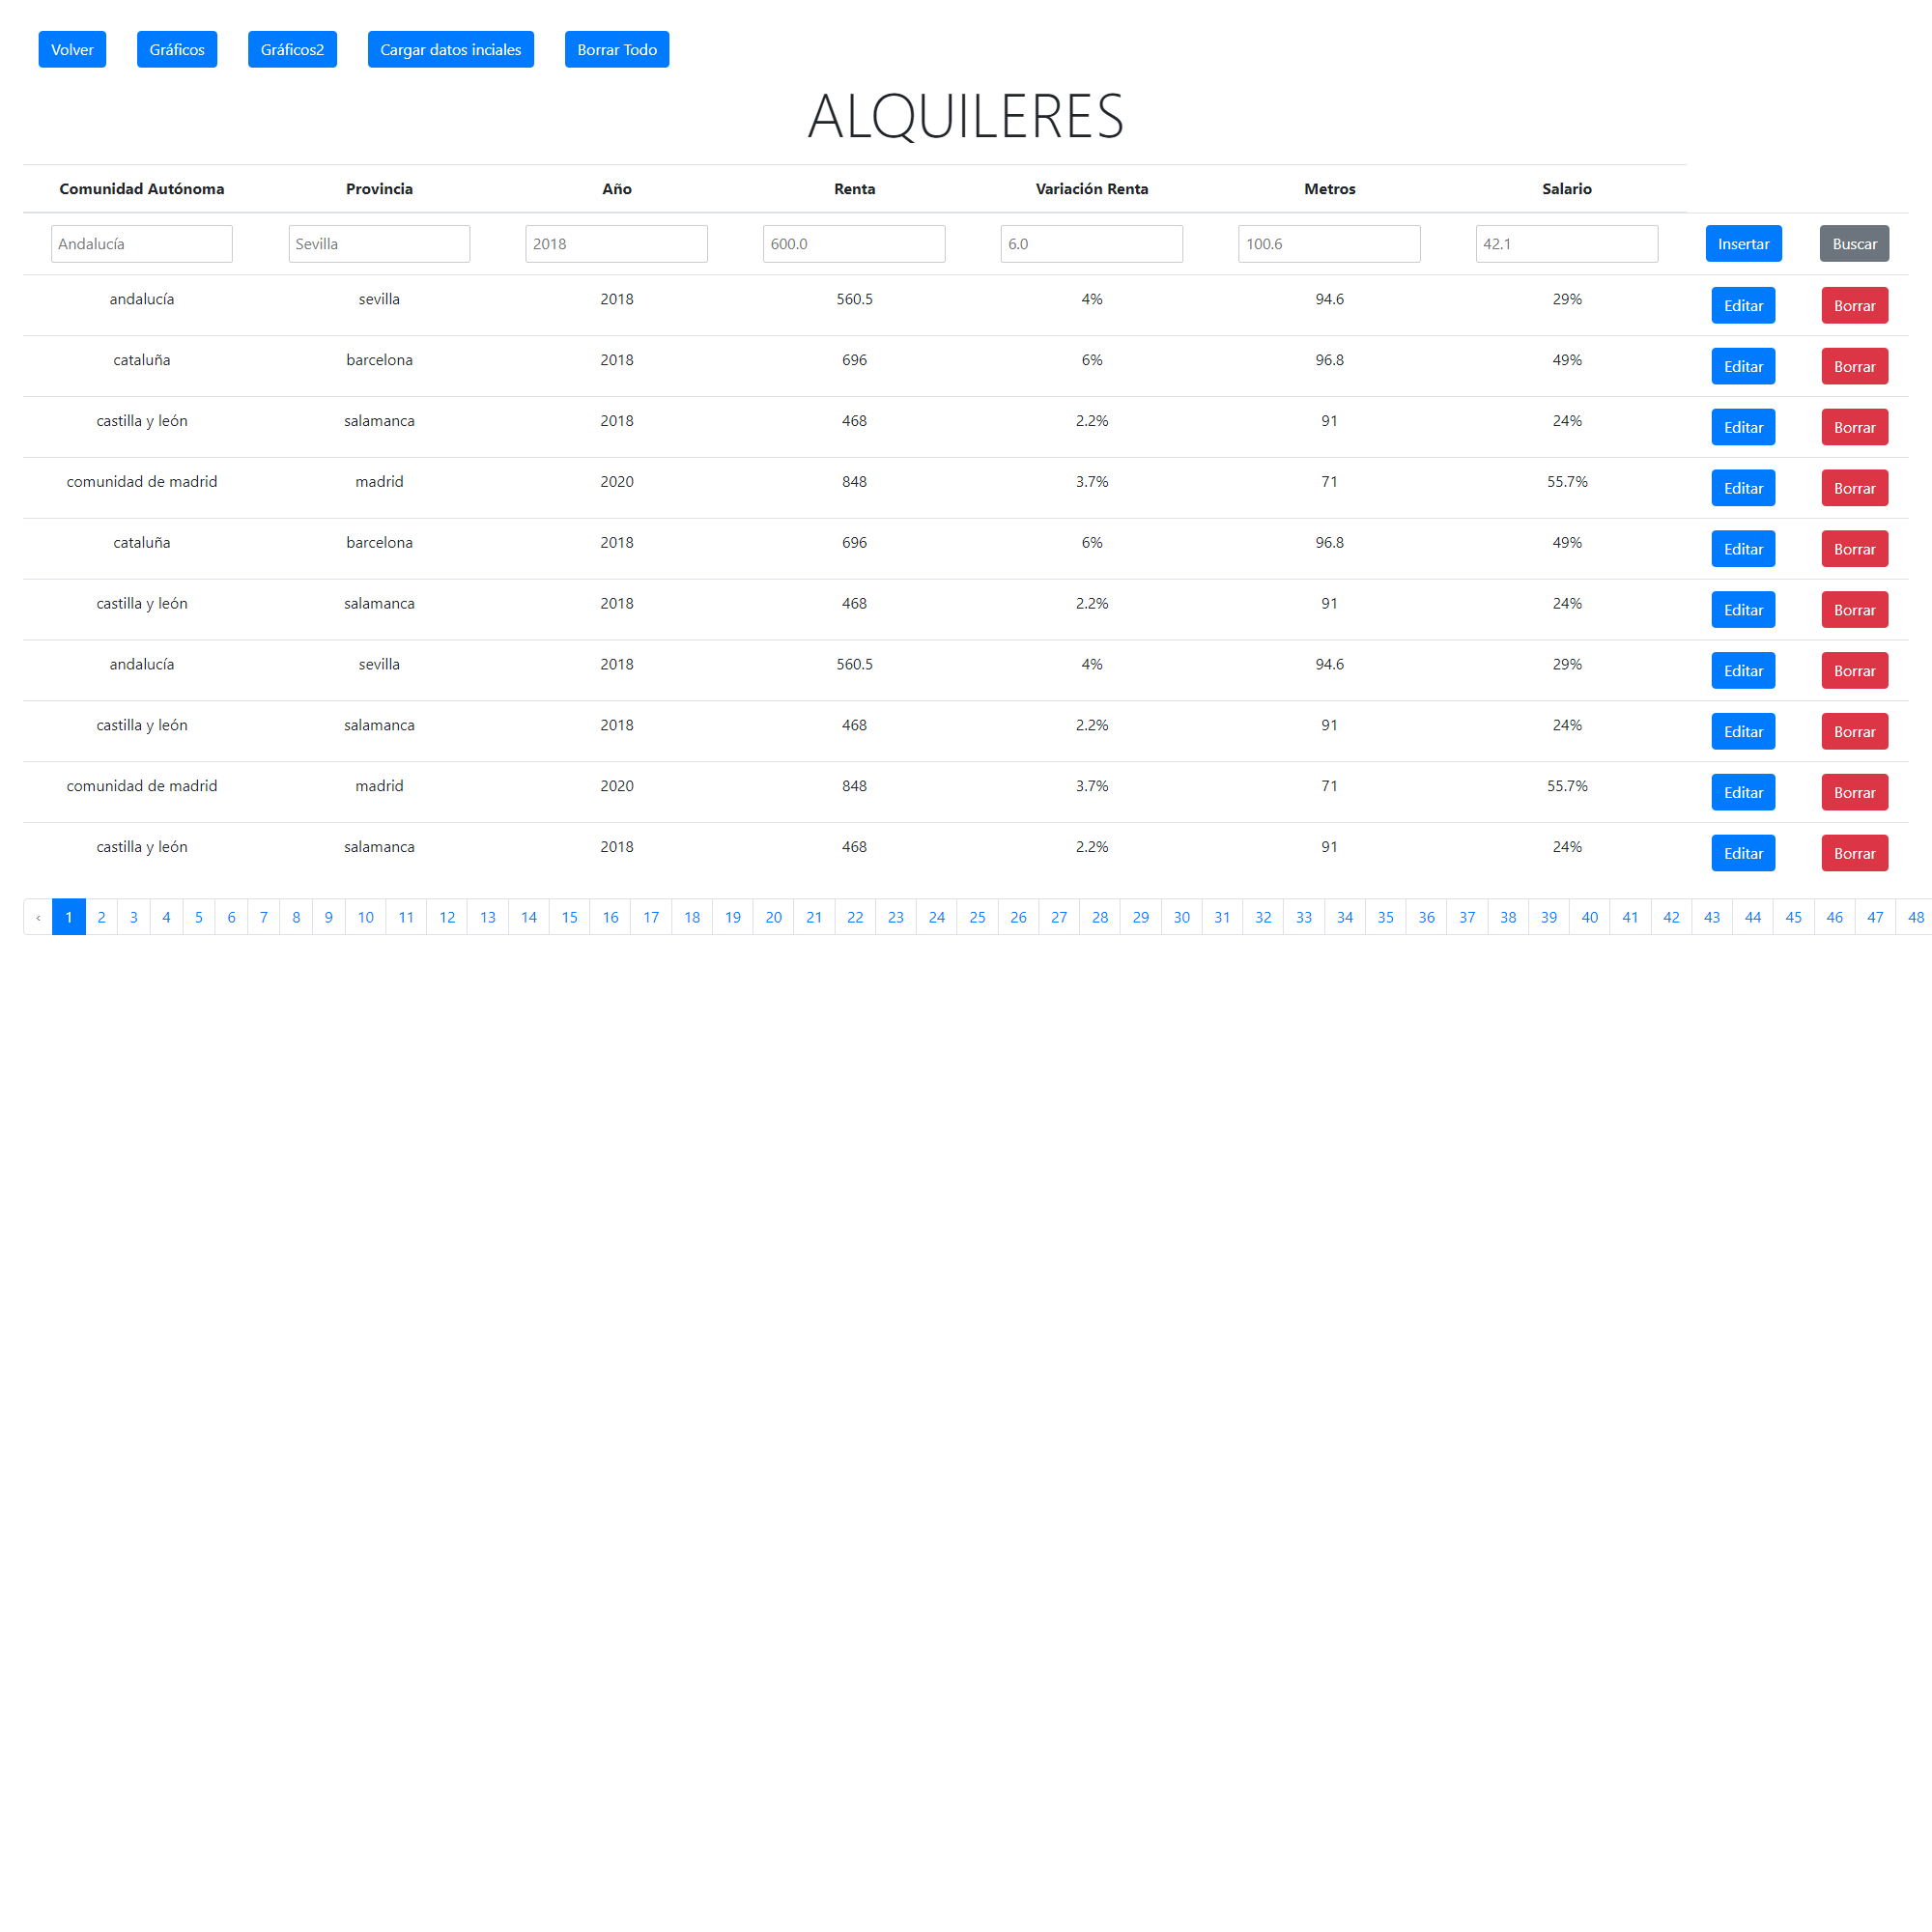 Volver Gráficos Gráficos2 Cargar datos inciales Borrar Todo
ALQUILERES
Comunidad Autónoma Provincia Año Renta Variación Renta Metros Salario
Andalucía Sevilla 2018 600.0 6.0 100.6 42.1 Insertar Buscar
andalucía sevilla 2018 560.5 4% 94.6 29% Editar Borrar
cataluña barcelona 2018 696 6% 96.8 49% Editar Borrar
castilla y león salamanca 2018 468 2.2% 91 24% Editar Borrar
comunidad de madrid madrid 2020 848 3.7% 71 55.7% Editar Borrar
cataluña barcelona 2018 696 6% 96.8 49% Editar Borrar
castilla y león salamanca 2018 468 2.2% 91 24% Editar Borrar
andalucía sevilla 2018 560.5 4% 94.6 29% Editar Borrar
castilla y león salamanca 2018 468 2.2% 91 24% Editar Borrar
comunidad de madrid madrid 2020 848 3.7% 71 55.7% Editar Borrar
castilla y león salamanca 2018 468 2.2% 91 24% Editar Borrar
‹ 1 2 3 4 5 6 7 8 9 10 11 12 13 14 15 16 17 18 19 20 21 22 23 24 25 26 27 28 29 30 31 32 33 34 35 36 37 38 39 40 41 42 43 44 45 46 47 48